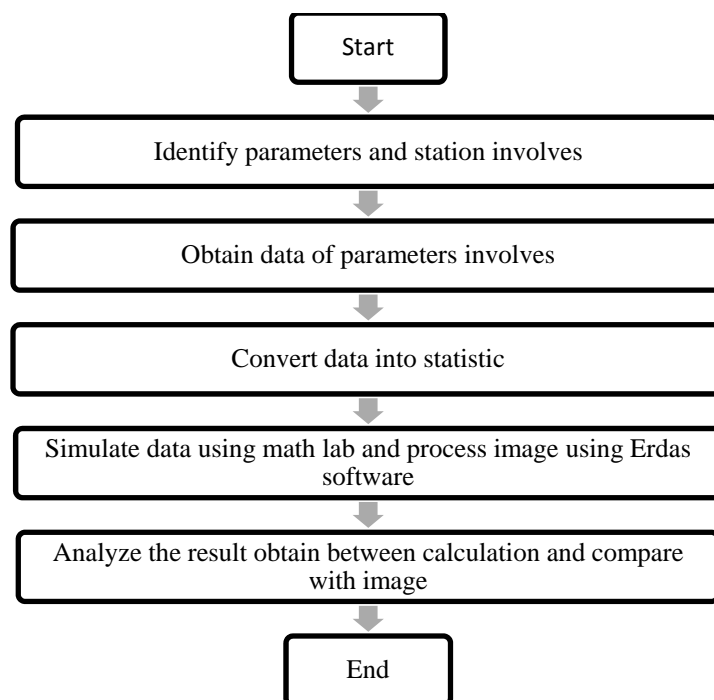 Start
Identify parameters and station involves
Obtain data of parameters involves
Convert data into statistic
Simulate data using math lab and process image using Erdas
software
Analyze the result obtain between calculation and compare
with image
End